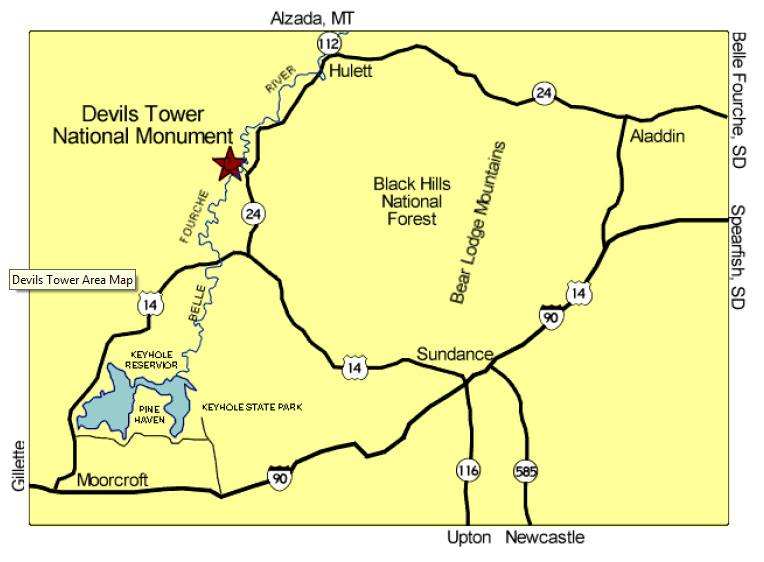 Alzada, MT
112
Hulett
RIVER
24
Belle Fourche, SD
Devils Tower
National Monument
Aladdin
Black Hills
National
Forest
Bear Lodge Mountains
FOURCHE
24
Spearfish, SD
Devils Tower Area Map
14
BELLE
14
90
KEYHOLE
RESERVIOR
14
Sundance
PINE
HAVEN
KEYHOLE STATE PARK
Gillette
Moorcroft
90
116
585
Upton
Newcastle